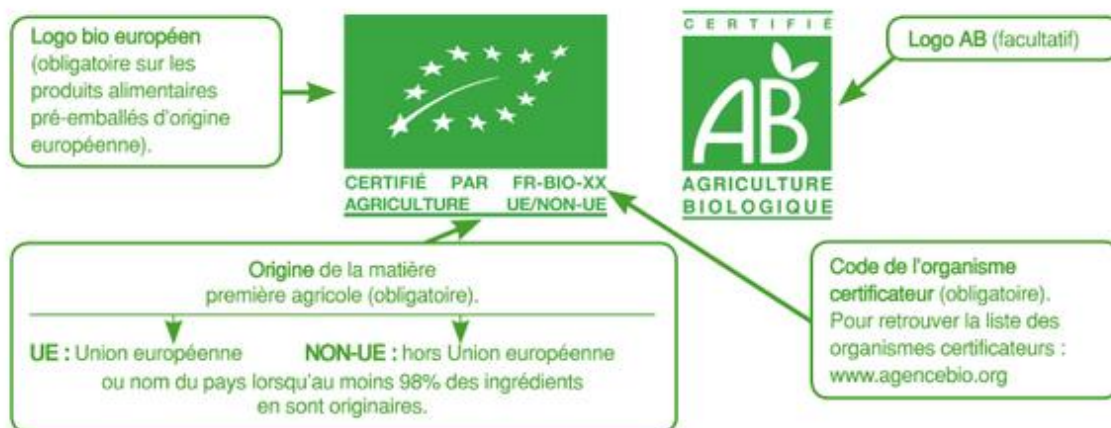 Logo bio européen
(obligatoire sur les
produits alimentaires
pré-emballés d'origine
européenne).
CERTIFIÉ PAR FR-BIO-XX
AGRICULTURE UE/NON-UE
CERTIFIÉ
AB
AGRICULTURE
BIOLOGIQUE
Logo AB (facultatif)
Origine de la matière
première agricole (obligatoire).
UE : Union européenne NON-UE : hors Union européenne
ou nom du pays lorsqu'au moins 98% des ingrédients
en sont originaires.
Code de l'organisme
certificateur (obligatoire).
Pour retrouver la liste des
organismes certificateurs :
www.agencebio.org